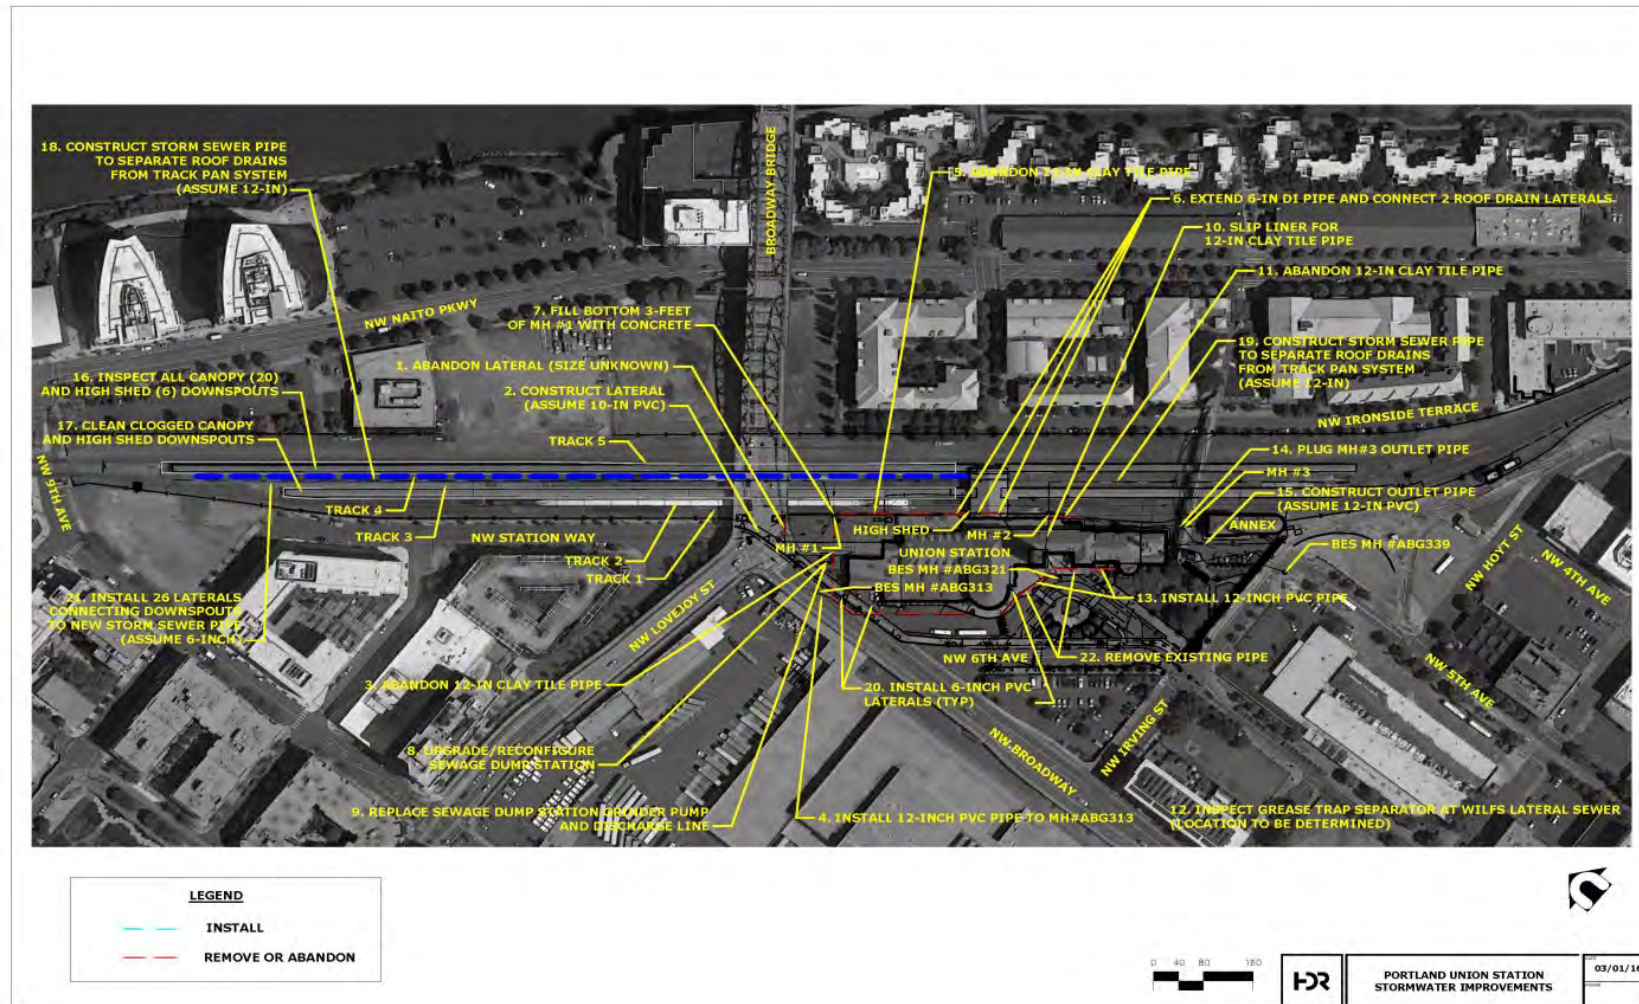 18. CONSTRUCT STORM SEWER PIPE
TO SEPARATE ROOF DRAINS
FROM TRACK PAN SYSTEM
(ASSUME 12-IN)
BROADWAY BRIDGE
5. ABANDON 12-IN CLAY TILE PIPE
6. EXTEND 6-IN DI PIPE AND CONNECT 2 ROOF DRAIN LATERALS
10. SLIP LINER FOR
12-IN CLAY TILE PIPE
11. ABANDON 12-IN CLAY TILE PIPE
NW NAITO PKWY
7. FILL BOTTOM 3-FEET
OF MH #1 WITH CONCRETE
1. ABANDON LATERAL (SIZE UNKNOWN)
2. CONSTRUCT LATERAL
(ASSUME 10-IN PVC)
19. CONSTRUCT STORM SEWER PIPE
TO SEPARATE ROOF DRAINS
FROM TRACK PAN SYSTEM
(ASSUME 12-IN)
16. INSPECT ALL CANOPY (20)
AND HIGH SHED (6) DOWNSPOUTS
17. CLEAN CLOGGED CANOPY
AND HIGH SHED DOWNSPOUTS
NW IRONSIDE TERRACE
TRACK 5
14. PLUG MH#3 OUTLET PIPE
MH #3
15. CONSTRUCT OUTLET PIPE
(ASSUME 12-IN PVC)
NW 9TH AVE
TRACK 4
TRACK 3
NW STATION WAY
TRACK 2
TRACK 1
HIGH SHED
MH #1
MH #2
UNION STATION
BES MH #ABG321
BES MH #ABG313
ANNEX
BES MH #ABG339
NW HOYT ST
NW 4TH AVE
21. INSTALL 26 LATERALS
CONNECTING DOWNSPOUTS
TO NEW STORM SEWER PIPE
(ASSUME 6-INCH)
NW LOVEJOY ST
13. INSTALL 12-INCH PVC PIPE
NW 6TH AVE
22. REMOVE EXISTING PIPE
NW 5TH AVE
3. ABANDON 12-IN CLAY TILE PIPE
20. INSTALL 6-INCH PVC
LATERALS (TYP)
8. UPGRADE/RECONFIGURE
SEWAGE DUMP STATION
NW BROADWAY
NW IRVING ST
9. REPLACE SEWAGE DUMP STATION GRINDER PUMP
AND DISCHARGE LINE
4. INSTALL 12-INCH PVC PIPE TO MH#ABG313
12. INSPECT GREASE TRAP SEPARATOR AT WILFS LATERAL SEWER
(LOCATION TO BE DETERMINED)
LEGEND
INSTALL
REMOVE OR ABANDON
0 40 80 160
HDR
PORTLAND UNION STATION
STORMWATER IMPROVEMENTS
03/01/16